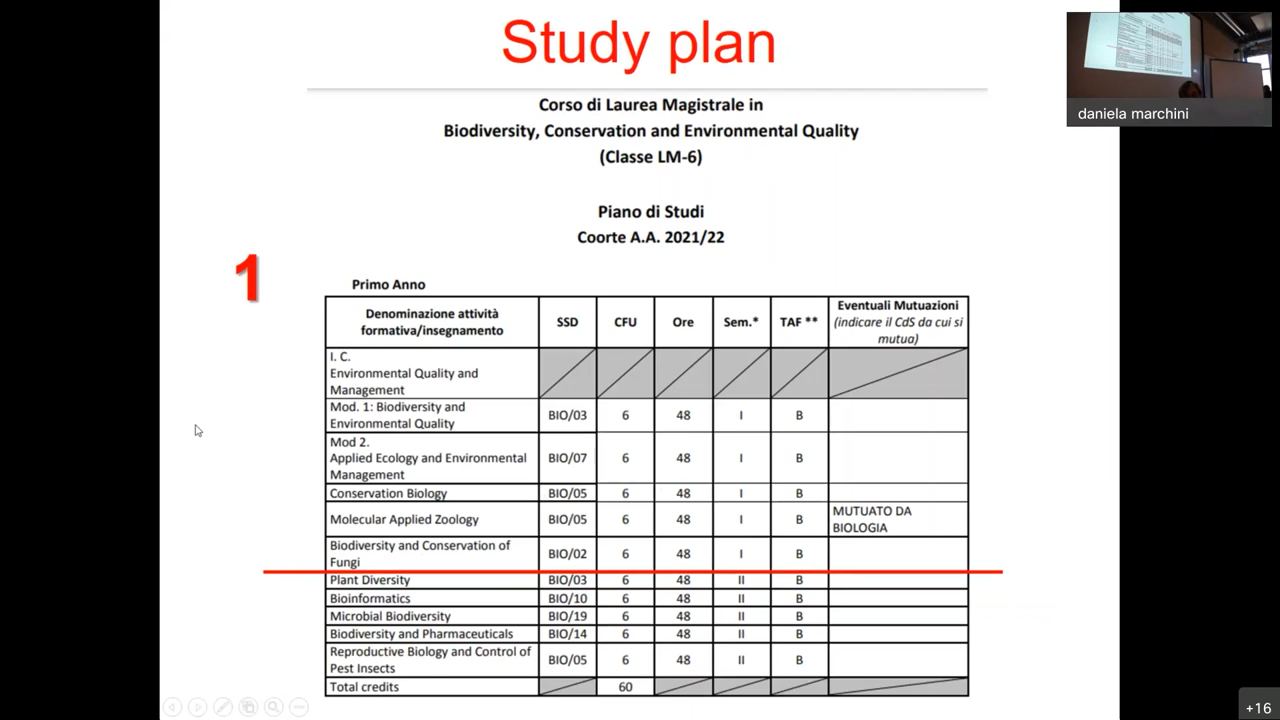 Study plan
daniela marchini
Corso di Laurea Magistrale in
Biodiversity, Conservation and Environmental Quality
(Classe LM-6)
Piano di Studi
Coorte A.A. 2021/22
1
Primo Anno
Denominazione attività formativa/insegnamento SSD CFU Ore Sem.* TAF ** Eventuali Mutuazioni (indicare il CdS da cui si mutua)
I. C.
Environmental Quality and
Management
Mod. 1: Biodiversity and
Environmental Quality BIO/03 6 48 I B
Mod 2.
Applied Ecology and Environmental
Management BIO/07 6 48 I B
Conservation Biology BIO/05 6 48 I B
Molecular Applied Zoology BIO/05 6 48 I B MUTUATO DA BIOLOGIA
Biodiversity and Conservation of
Fungi BIO/02 6 48 I B
Plant Diversity BIO/03 6 48 II B
Bioinformatics BIO/10 6 48 II B
Microbial Biodiversity BIO/19 6 48 II B
Biodiversity and Pharmaceuticals BIO/14 6 48 II B
Reproductive Biology and Control of
Pest Insects BIO/05 6 48 II B
Total credits 60
+16